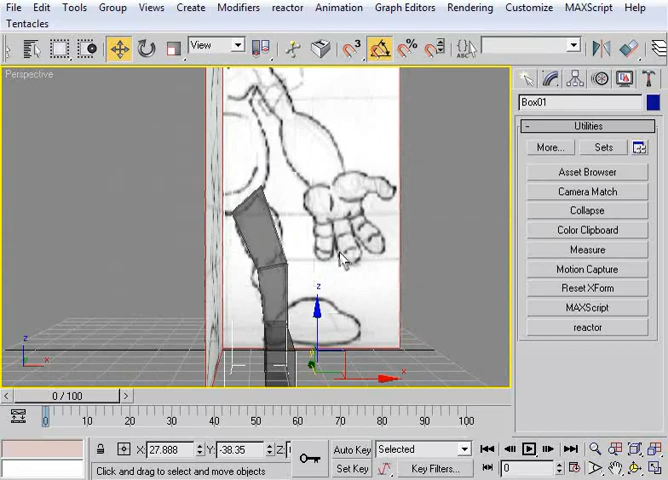 File Edit Tools Group Views Create Modifiers reactor Animation Graph Editors Rendering Customize MAXScript Help
Tentacles
View
3
ABC
Perspective
Box01
- Utilities
More... Sets
Asset Browser
Camera Match
Collapse
Color Clipboard
Measure
Motion Capture
Reset XForm
MAXScript
reactor
z
x
z
x
< 0 / 100 >
0 10 20 30 40 50 60 70 80 90 100
X: 27.888 Y: -38.35 Z:
Auto Key Selected
Click and drag to select and move objects
Set Key Key Filters... 0